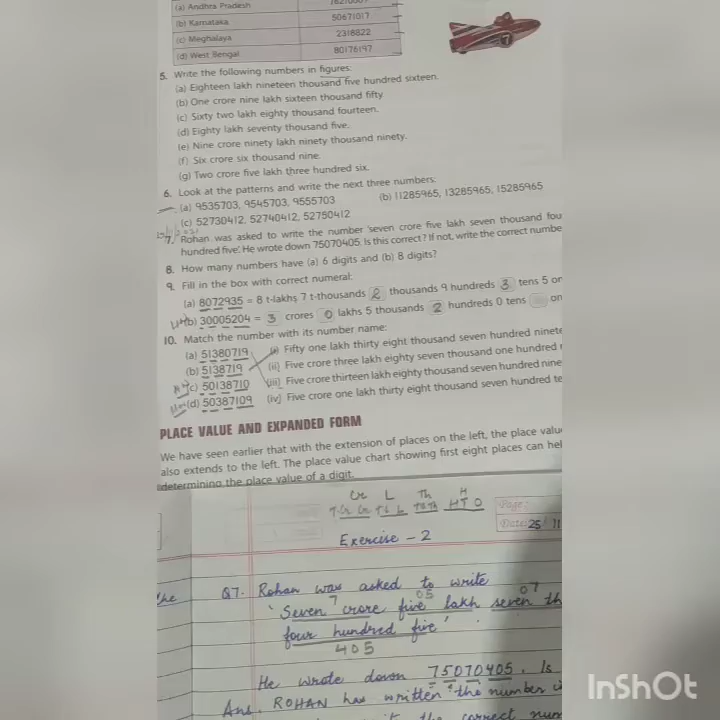 (a) Andhra Pradesh
(b) Karnataka 50671017
(c) Meghalaya 2318822
(d) West Bengal 80176197
7
5. Write the following numbers in figures:
(a) Eighteen lakh nineteen thousand five hundred sixteen.
(b) One crore nine lakh sixteen thousand fifty
(c) Sixty two lakh eighty thousand fourteen.
(d) Eighty lakh seventy thousand five.
(e) Nine crore ninety lakh ninety thousand ninety.
(f) Six crore six thousand nine.
(g) Two crore five lakh three hundred six.
6. Look at the patterns and write the next three numbers:
(a) 9535703, 9545703, 9555703 (b) 11285965, 13285965, 15285965
(c) 52730412, 52740412, 52750412
7. Rohan was asked to write the number 'seven crore five lakh seven thousand fou
hundred five'. He wrote down 75070405. Is this correct? If not, write the correct numbe
8. How many numbers have (a) 6 digits and (b) 8 digits?
9. Fill in the box with correct numeral:
(a) 8072935 = 8 t-lakhs 7 t-thousands 2 thousands 9 hundreds 3 tens 5 on
(b) 30005204 = 3 crores 0 lakhs 5 thousands 2 hundreds 0 tens on
10. Match the number with its number name:
(a) 51380719 (i) Fifty one lakh thirty eight thousand seven hundred ninete
(b) 5138719 (ii) Five crore three lakh eighty seven thousand one hundred
(c) 50138710 (iii) Five crore thirteen lakh eighty thousand seven hundred nine
(d) 50387109 (iv) Five crore one lakh thirty eight thousand seven hundred te
PLACE VALUE AND EXPANDED FORM
We have seen earlier that with the extension of places on the left, the place valu
also extends to the left. The place value chart showing first eight places can hel
determining the place value of a digit.
Cr L Th H
T-Cr Cr T-L L T-Th Th H T O
Page:
Date: 25/11
Exercise - 2
the
Q7. Rohan was asked to write
7 05 07
'Seven crore five lakh seven th
four hundred five'
405
He wrote down 75070405. Is
Ans. ROHAN has written the number i
the correct num
InShOt